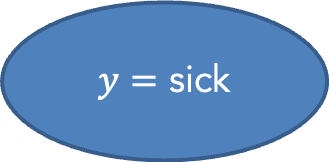 y = sick